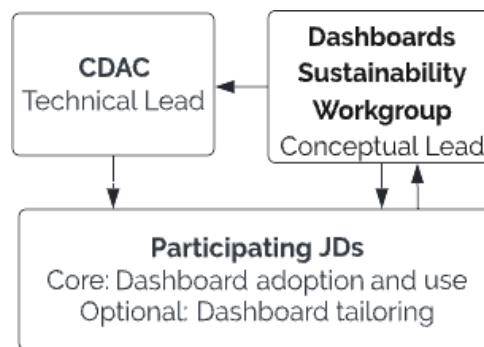 CDAC
Technical Lead
Dashboards
Sustainability
Workgroup
Conceptual Lead
Participating JDs
Core: Dashboard adoption and use
Optional: Dashboard tailoring